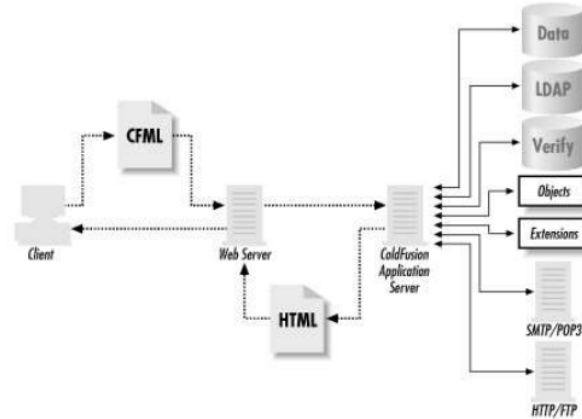 Data
LDAP
CFML
Verify
Objects
Client
Web Server
ColdFusion
Application
Server
Extensions
HTML
SMTP/POP3
HTTP/FTP